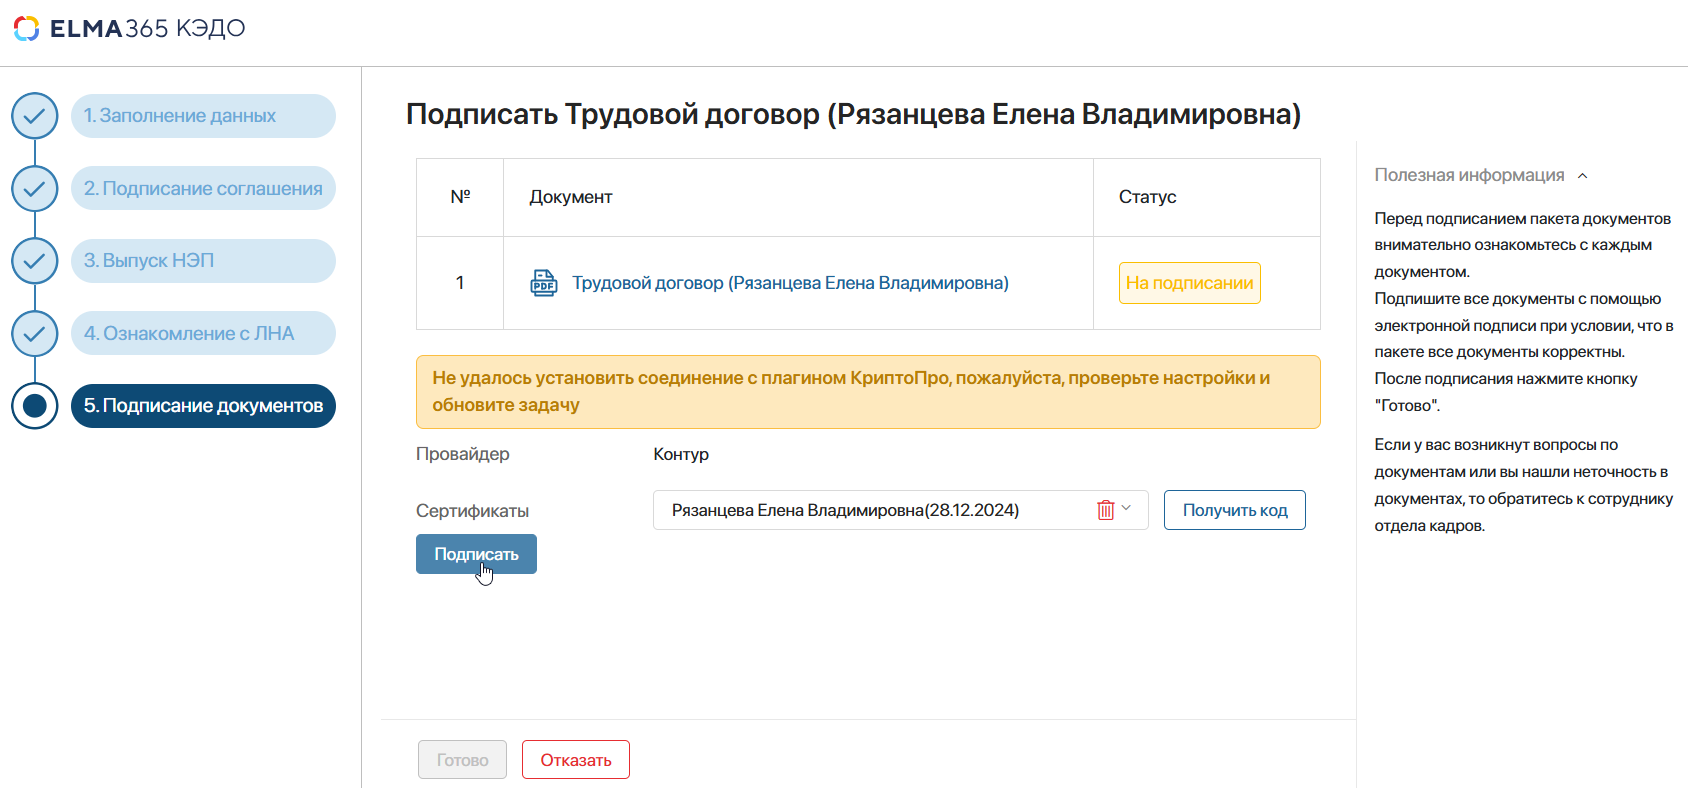 ELMA365 КЭДО
1. Заполнение данных
2. Подписание соглашения
3. Выпуск НЭП
4. Ознакомление с ЛНА
5. Подписание документов
Подписать Трудовой договор (Рязанцева Елена Владимировна)
№ Документ Статус
1 PDF Трудовой договор (Рязанцева Елена Владимировна) На подписании
Не удалось установить соединение с плагином КриптоПро, пожалуйста, проверьте настройки и
обновите задачу
Провайдер Контур
Сертификаты Рязанцева Елена Владимировна(28.12.2024) Получить код
Подписать
Готово Отказать
Полезная информация
Перед подписанием пакета документов
внимательно ознакомьтесь с каждым
документом.
Подпишите все документы с помощью
электронной подписи при условии, что в
пакете все документы корректны.
После подписания нажмите кнопку
"Готово".
Если у вас возникнут вопросы по
документам или вы нашли неточность в
документах, то обратитесь к сотруднику
отдела кадров.